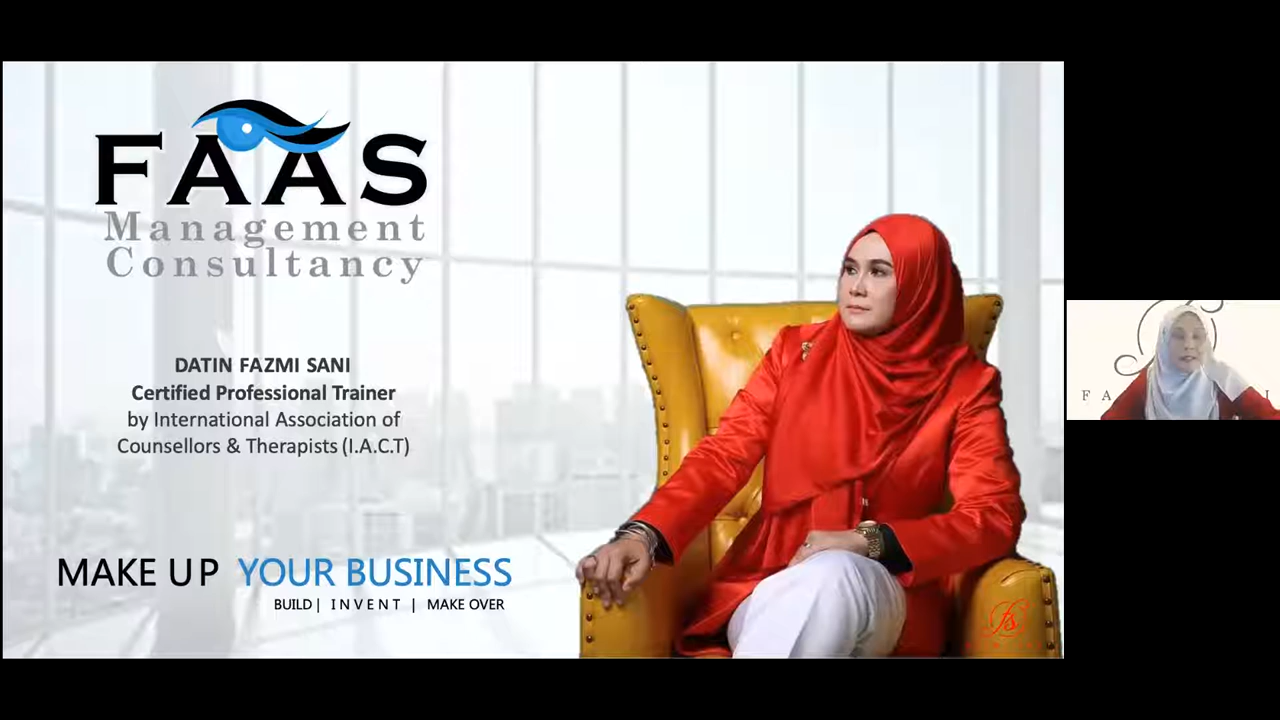 FAAS
Management
Consultancy
DATIN FAZMI SANI
Certified Professional Trainer
by International Association of
Counsellors & Therapists (I.A.C.T)
MAKE UP YOUR BUSINESS
BUILD | INVENT | MAKE OVER
fs
F A
I